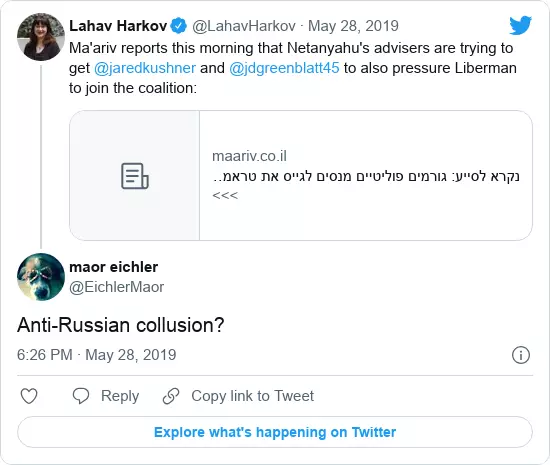 Lahav Harkov @LahavHarkov · May 28, 2019
Ma'ariv reports this morning that Netanyahu's advisers are trying to
get @jaredkushner and @jdgreenblatt45 to also pressure Liberman
to join the coalition:
maariv.co.il
נקרא לסייע: גורמים פוליטיים מנסים לגייס את טראמ..
<<<
maor eichler
@EichlerMaor
Anti-Russian collusion?
6:26 PM · May 28, 2019
Reply
Copy link to Tweet
Explore what's happening on Twitter